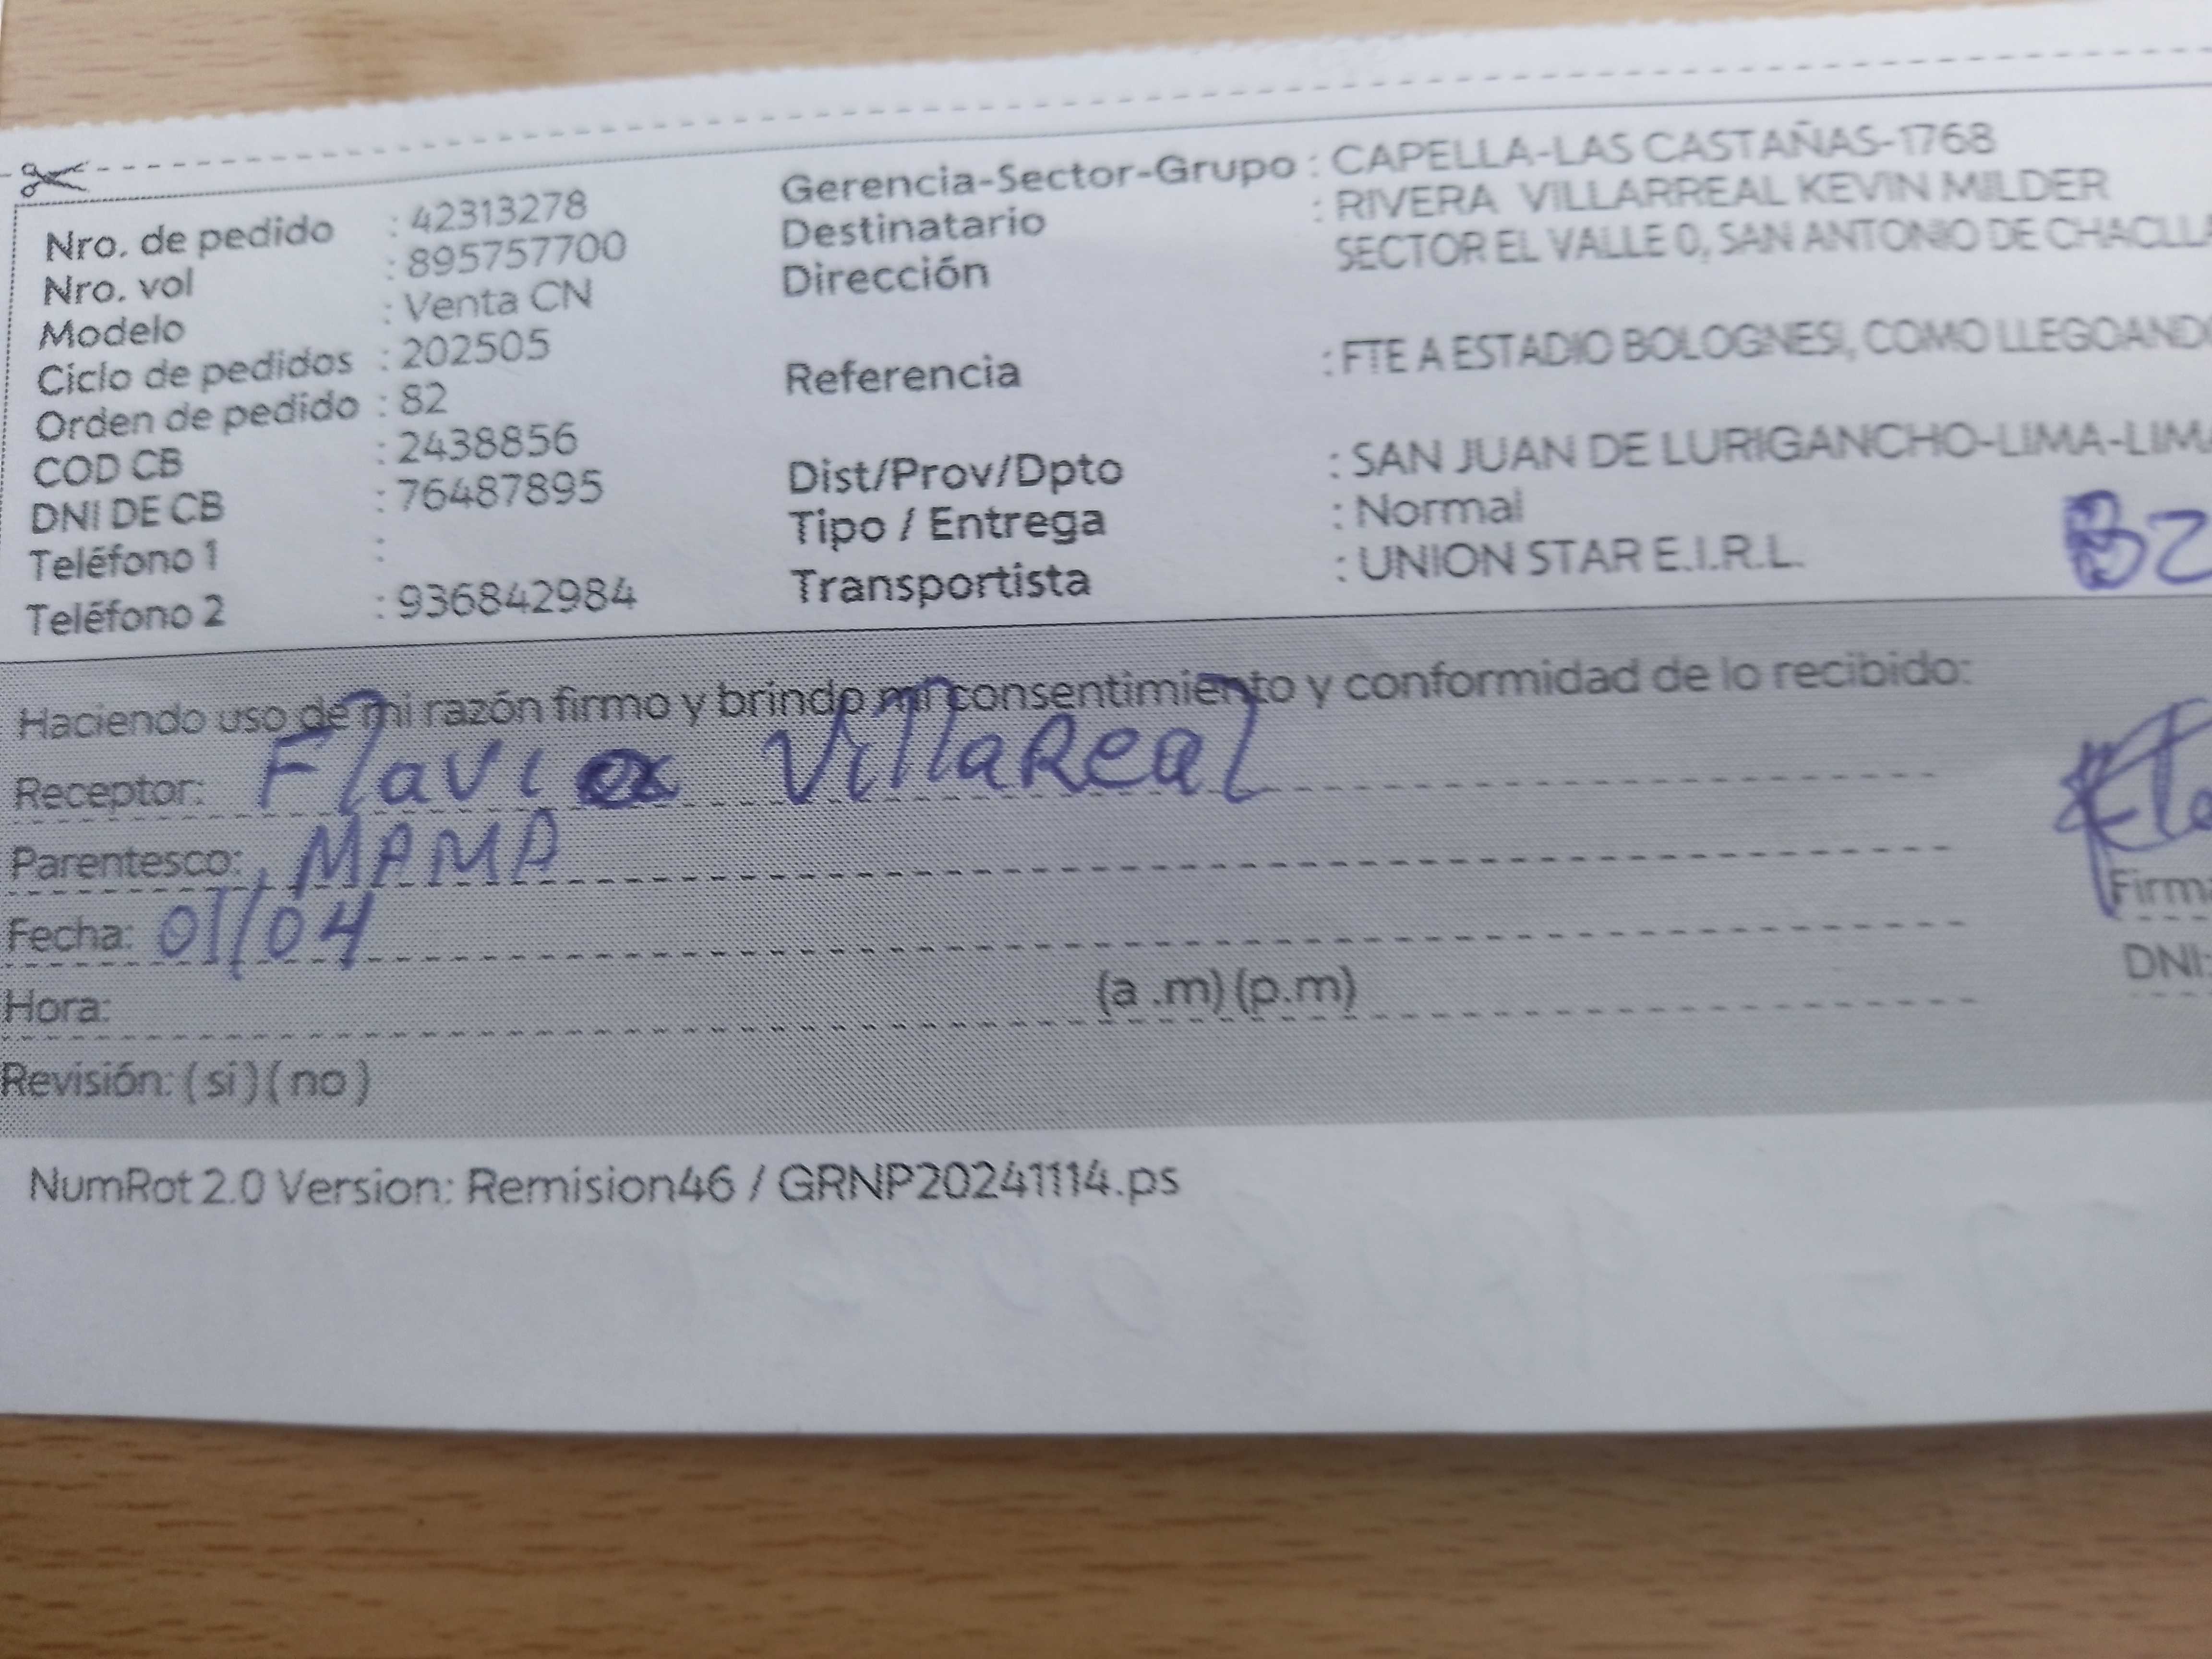 Nro. de pedido : 42313278
Nro. vol : 895757700
Modelo : Venta CN
Ciclo de pedidos : 202505
Orden de pedido : 82
COD CB : 2438856
DNI DE CB : 76487895
Teléfono 1 :
Teléfono 2 : 936842984
Gerencia-Sector-Grupo : CAPELLA-LAS CASTAÑAS-1768
Destinatario : RIVERA VILLARREAL KEVIN MILDER
Dirección SECTOR EL VALLE 0, SAN ANTONIO DE CHACLLA
Referencia : FTE A ESTADIO BOLOGNESI, COMO LLEGOAND
Dist/Prov/Dpto : SAN JUAN DE LURIGANCHO-LIMA-LIMA
Tipo / Entrega : Normal
Transportista : UNION STAR E.I.R.L.
Haciendo uso de mi razón firmo y brindo mi consentimiento y conformidad de lo recibido:
Receptor: Flavia VillaReal
Parentesco: MAMA
Fecha: 01/04
Hora: (a .m) (p.m)
Revisión: ( si ) ( no )
Firma
DNI:
NumRot 2.0 Version: Remision46 / GRNP20241114.ps